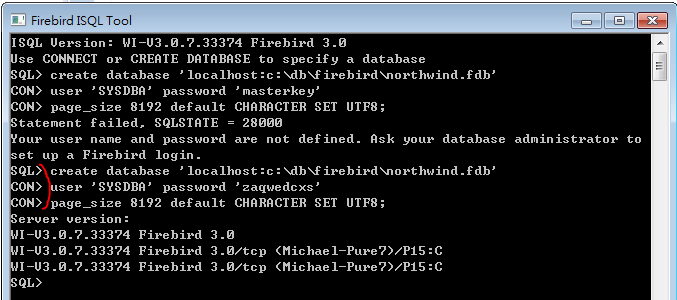 Firebird ISQL Tool
ISQL Version: WI-V3.0.7.33374 Firebird 3.0
Use CONNECT or CREATE DATABASE to specify a database
SQL> create database 'localhost:c:\db\firebird\northwind.fdb'
CON> user 'SYSDBA' password 'masterkey'
CON> page_size 8192 default CHARACTER SET UTF8;
Statement failed, SQLSTATE = 28000
Your user name and password are not defined. Ask your database administrator to
set up a Firebird login.
SQL> create database 'localhost:c:\db\firebird\northwind.fdb'
CON> user 'SYSDBA' password 'zaqwedcxs'
CON> page_size 8192 default CHARACTER SET UTF8;
Server version:
WI-V3.0.7.33374 Firebird 3.0
WI-V3.0.7.33374 Firebird 3.0/tcp (Michael-Pure7)/P15:C
WI-V3.0.7.33374 Firebird 3.0/tcp (Michael-Pure7)/P15:C
SQL>